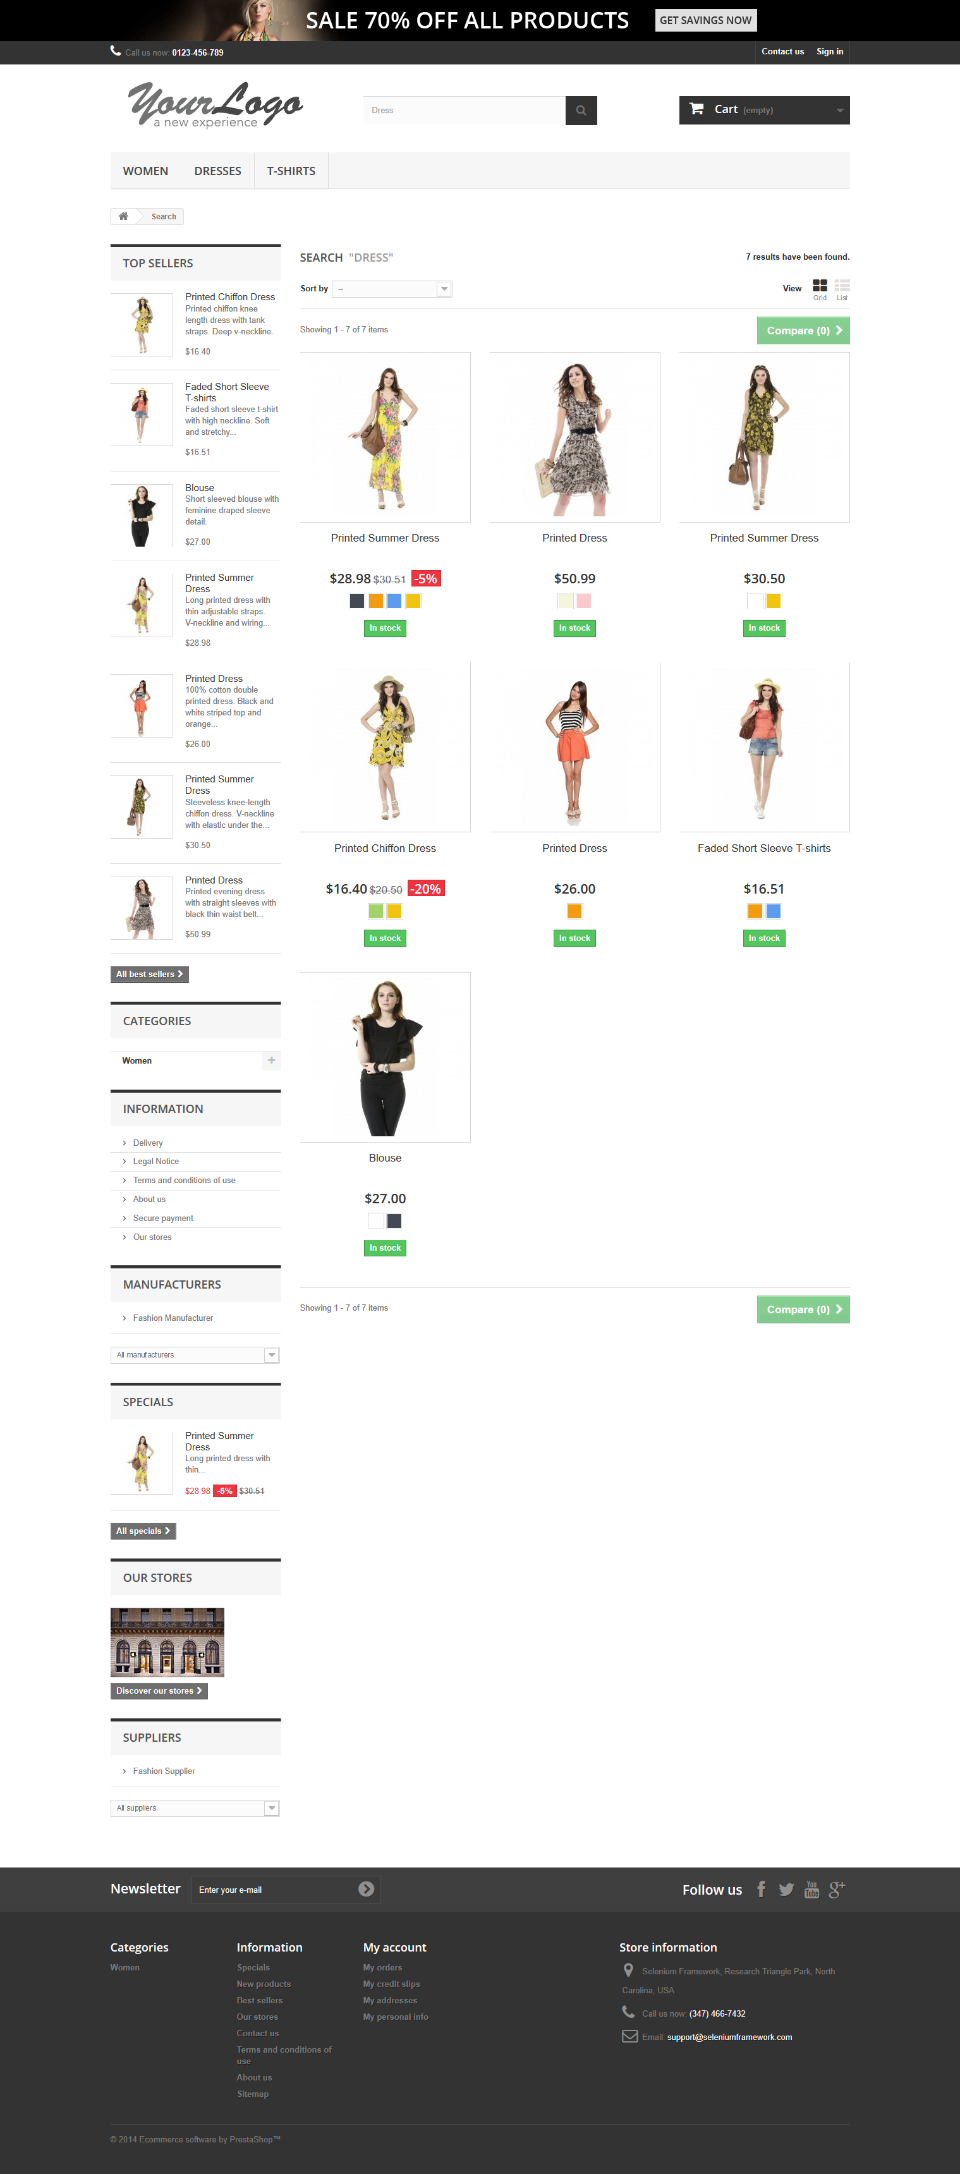 SALE 70% OFF ALL PRODUCTS
GET SAVINGS NOW
Call us now: 0123-456-789
Contact us
Sign in
YourLogo
a new experience
Dress
Cart (empty)
WOMEN
DRESSES
T-SHIRTS
Search
TOP SELLERS
Printed Chiffon Dress
Printed chiffon knee
length dress with tank
straps. Deep v-neckline.
$16.40
Faded Short Sleeve
T-shirts
Faded short sleeve t-shirt
with high neckline. Soft
and stretchy...
$16.51
Blouse
Short sleeved blouse with
feminine draped sleeve
detail.
$27.00
Printed Summer
Dress
Long printed dress with
thin adjustable straps.
V-neckline and wiring...
$28.98
Printed Dress
100% cotton double
printed dress. Black and
white striped top and
orange...
$26.00
Printed Summer
Dress
Sleeveless knee-length
chiffon dress. V-neckline
with elastic under the...
$30.50
Printed Dress
Printed evening dress
with straight sleeves with
black thin waist belt...
$50.99
All best sellers
CATEGORIES
Women
INFORMATION
Delivery
Legal Notice
Terms and conditions of use
About us
Secure payment
Our stores
MANUFACTURERS
Fashion Manufacturer
All manufacturers
SPECIALS
Printed Summer
Dress
Long printed dress with
thin...
$28.98 -5% $30.51
All specials
OUR STORES
Discover our stores
SUPPLIERS
Fashion Supplier
All suppliers
SEARCH "DRESS"
7 results have been found.
Sort by --
View
Grid
List
Showing 1 - 7 of 7 items
Compare (0)
Printed Summer Dress
$28.98 $30.51 -5%
In stock
Printed Dress
$50.99
In stock
Printed Summer Dress
$30.50
In stock
Printed Chiffon Dress
$16.40 $20.50 -20%
In stock
Printed Dress
$26.00
In stock
Faded Short Sleeve T-shirts
$16.51
In stock
Blouse
$27.00
In stock
Showing 1 - 7 of 7 items
Compare (0)
Newsletter
Enter your e-mail
Follow us
You
Tube
g+
Categories
Women
Information
Specials
New products
Best sellers
Our stores
Contact us
Terms and conditions of
use
About us
Sitemap
My account
My orders
My credit slips
My addresses
My personal info
Store information
Selenium Framework, Research Triangle Park, North
Carolina, USA
Call us now: (347) 466-7432
Email: support@seleniumframework.com
© 2014 Ecommerce software by PrestaShop™